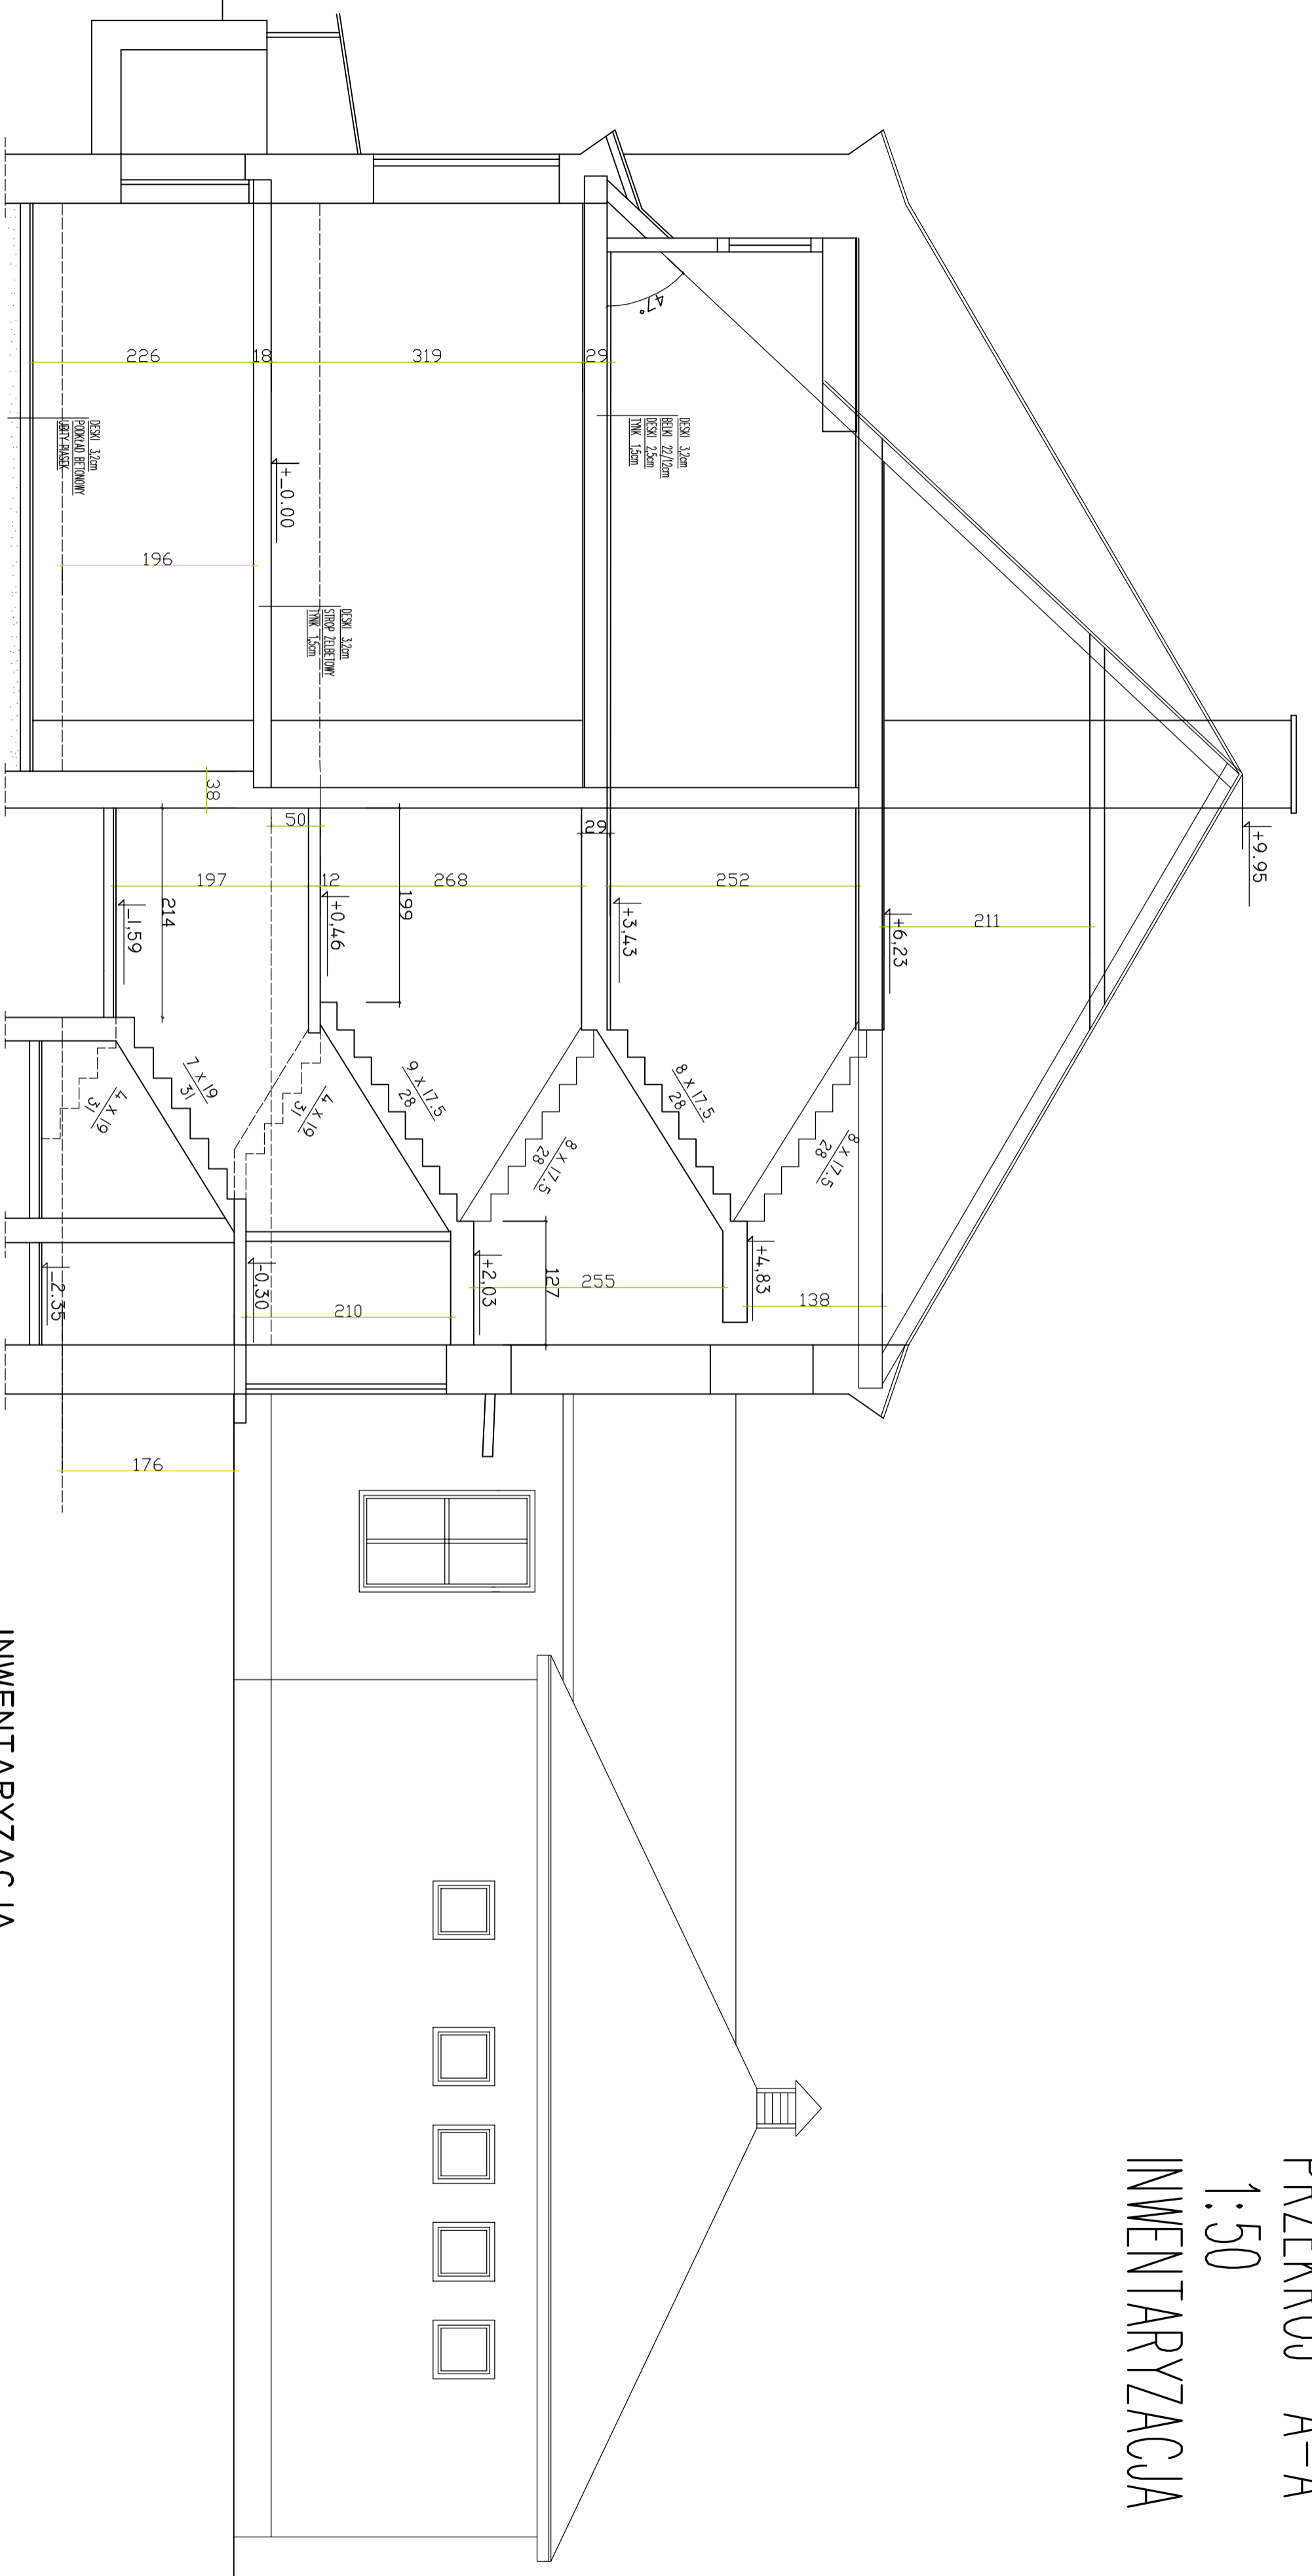 PRZEKRÓJ A-A
1:50
INWENTARYZACJA
+9.95
211
+6,23
252
+3,43
29
268
12
197
+0,46
50
199
214
-1,59
38
47°
29
319
18
226
196
+_0.00
DESKI 3,2cm
BELKI 22/12cm
DESKI 2,5cm
TYNK 1,5cm
DESKI 3,2cm
STROP ŻELBETOWY
TYNK 1,5cm
DESKI 3,2cm
PODKŁAD BETONOWY
UBITY PIASEK
8 x 17.5
28
8 x 17.5
28
8 x 17.5
28
9 x 17.5
28
4 x 19
31
7 x 19
31
4 x 19
31
+4,83
138
255
127
+2,03
210
-0,30
-2.35
176
INWENTARYZACJA